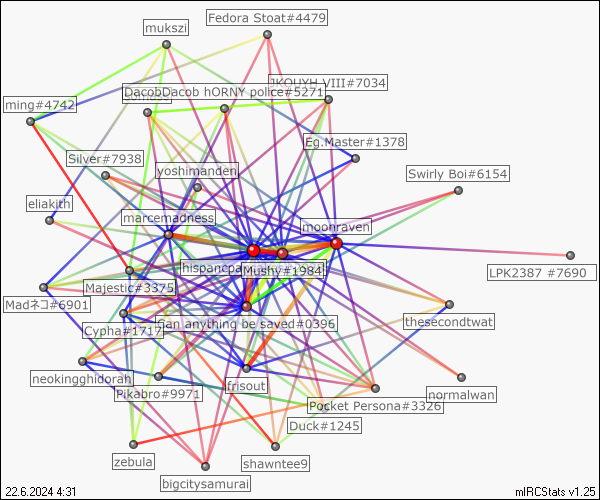 Fedora Stoat#4479
mukszi
JKOUYH VIII#7034
DacobDacob hORNY police#5271
ming#4742
Eg.Master#1378
Silver#7938
yoshimanden
Swirly Boi#6154
eliakith
marcemadness
moonraven
Mushy#1984
LPK2387 #7690
Majestic#3375
Madネコ#6901
Can anything be saved#0396
thesecondtwat
Cypha#1717
neokingghidorah
frisout
Pikabro#9971
normalwan
Pocket Persona#3326
Duck#1245
zebula
shawntee9
bigcitysamurai
22.6.2024 4:31
mIRCStats v1.25